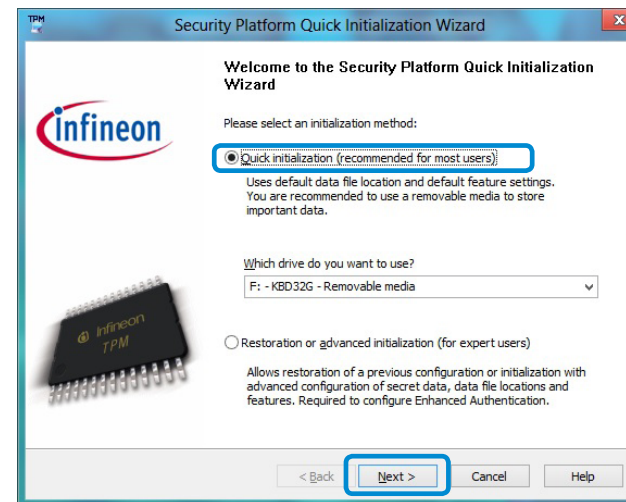 TPM
Security Platform Quick Initialization Wizard
x
Welcome to the Security Platform Quick Initialization
Wizard
infineon
Please select an initialization method:
Quick initialization (recommended for most users)
Uses default data file location and default feature settings.
You are recommended to use a removable media to store
important data.
Which drive do you want to use?
F: - KBD32G - Removable media
Infineon
TPM
Restoration or advanced initialization (for expert users)
Allows restoration of a previous configuration or initialization with
advanced configuration of secret data, data file locations and
features. Required to configure Enhanced Authentication.
< Back
Next >
Cancel
Help